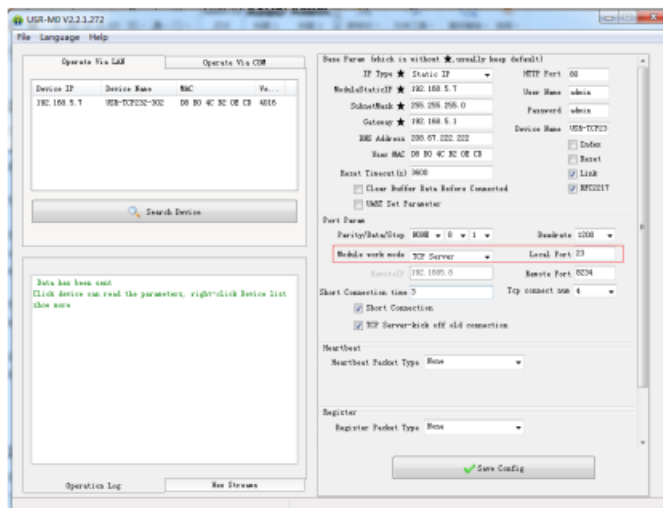 USR-M0 V2.2.1.272
File Language Help
Operate Via LAN
Operate Via COM
Device IP Device Name MAC Ve...
192.168.5.7 USR-TCP232-302 D8 B0 4C B2 0E CD 4016
Search Device
Data has been sent
Click device can read the parameters, right-click Device list
show more
Operation Log
Hex Streams
Base Param (which is without ★,usually keep default)
IP Type ★ Static IP
HTTP Port 80
ModuleStaticIP ★ 192.168.5.7
User Name admin
SubnetMask ★ 255.255.255.0
Password admin
Gateway ★ 192.168.5.1
Device Name USR-TCP23
DNS Address 208.67.222.222
Index
User MAC D8 B0 4C B2 0E CD
Reset
Reset Timeout(s) 3600
Link
Clear Buffer Data Before Connected
RFC2217
UART Set Parameter
Port Param
Parity/Data/Stop NONE 8 1
Baudrate 1200
Module work mode TCP Server
Local Port 23
RemoteIP 192.1685.8
Remote Port 8234
Short Connection time 3
Tcp connect num 4
Short Connection
TCP Server-kick off old connection
Heartbeat
Heartbeat Packet Type None
Register
Register Packet Type None
Save Config